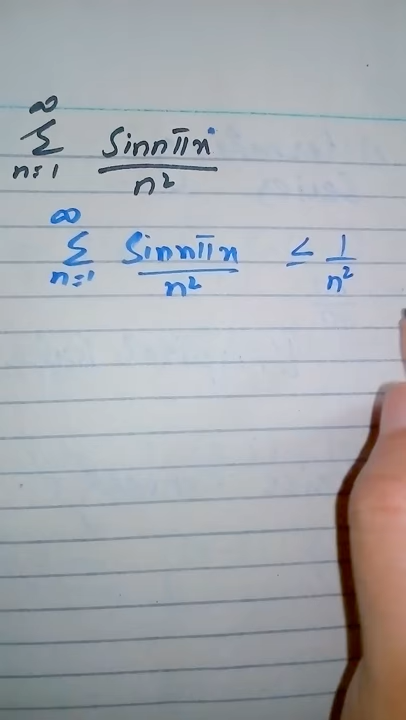 ∞
Σ sinnπx / n²
n=1
∞
Σ sinnπx / n² ≤ 1/n²
n=1